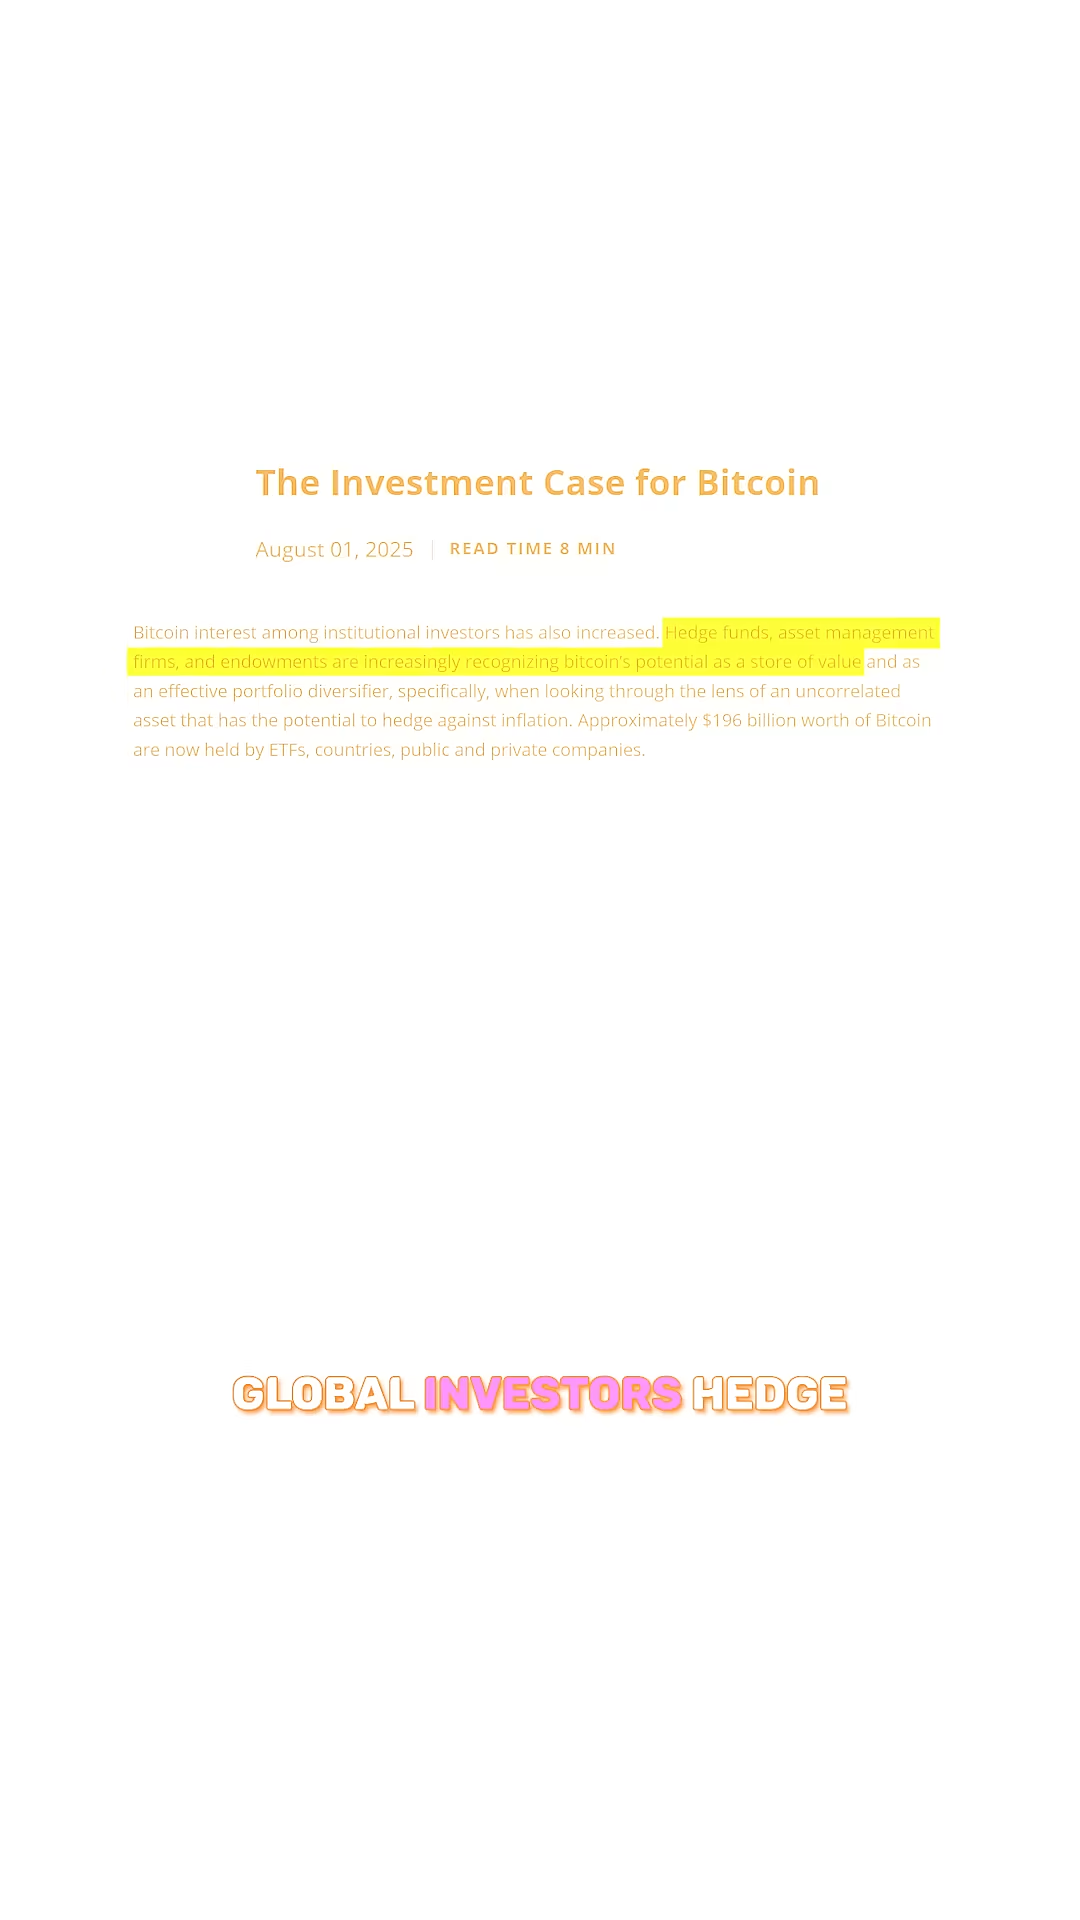 The Investment Case for Bitcoin
August 01, 2025 | READ TIME 8 MIN
Bitcoin interest among institutional investors has also increased. Hedge funds, asset management
firms, and endowments are increasingly recognizing bitcoin's potential as a store of value and as
an effective portfolio diversifier, specifically, when looking through the lens of an uncorrelated
asset that has the potential to hedge against inflation. Approximately $196 billion worth of Bitcoin
are now held by ETFs, countries, public and private companies.
GLOBAL INVESTORS HEDGE